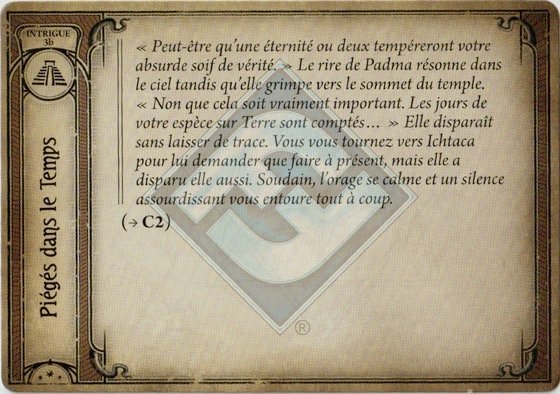 INTRIGUE
3b
Piégés dans le Temps
« Peut-être qu'une éternité ou deux tempéreront votre
absurde soif de vérité. » Le rire de Padma résonne dans
le ciel tandis qu'elle grimpe vers le sommet du temple.
« Non que cela soit vraiment important. Les jours de
votre espèce sur Terre sont comptés… » Elle disparaît
sans laisser de trace. Vous vous tournez vers Ichtaca
pour lui demander que faire à présent, mais elle a
disparu elle aussi. Soudain, l'orage se calme et un silence
assourdissant vous entoure tout à coup.
(→ C2)
®